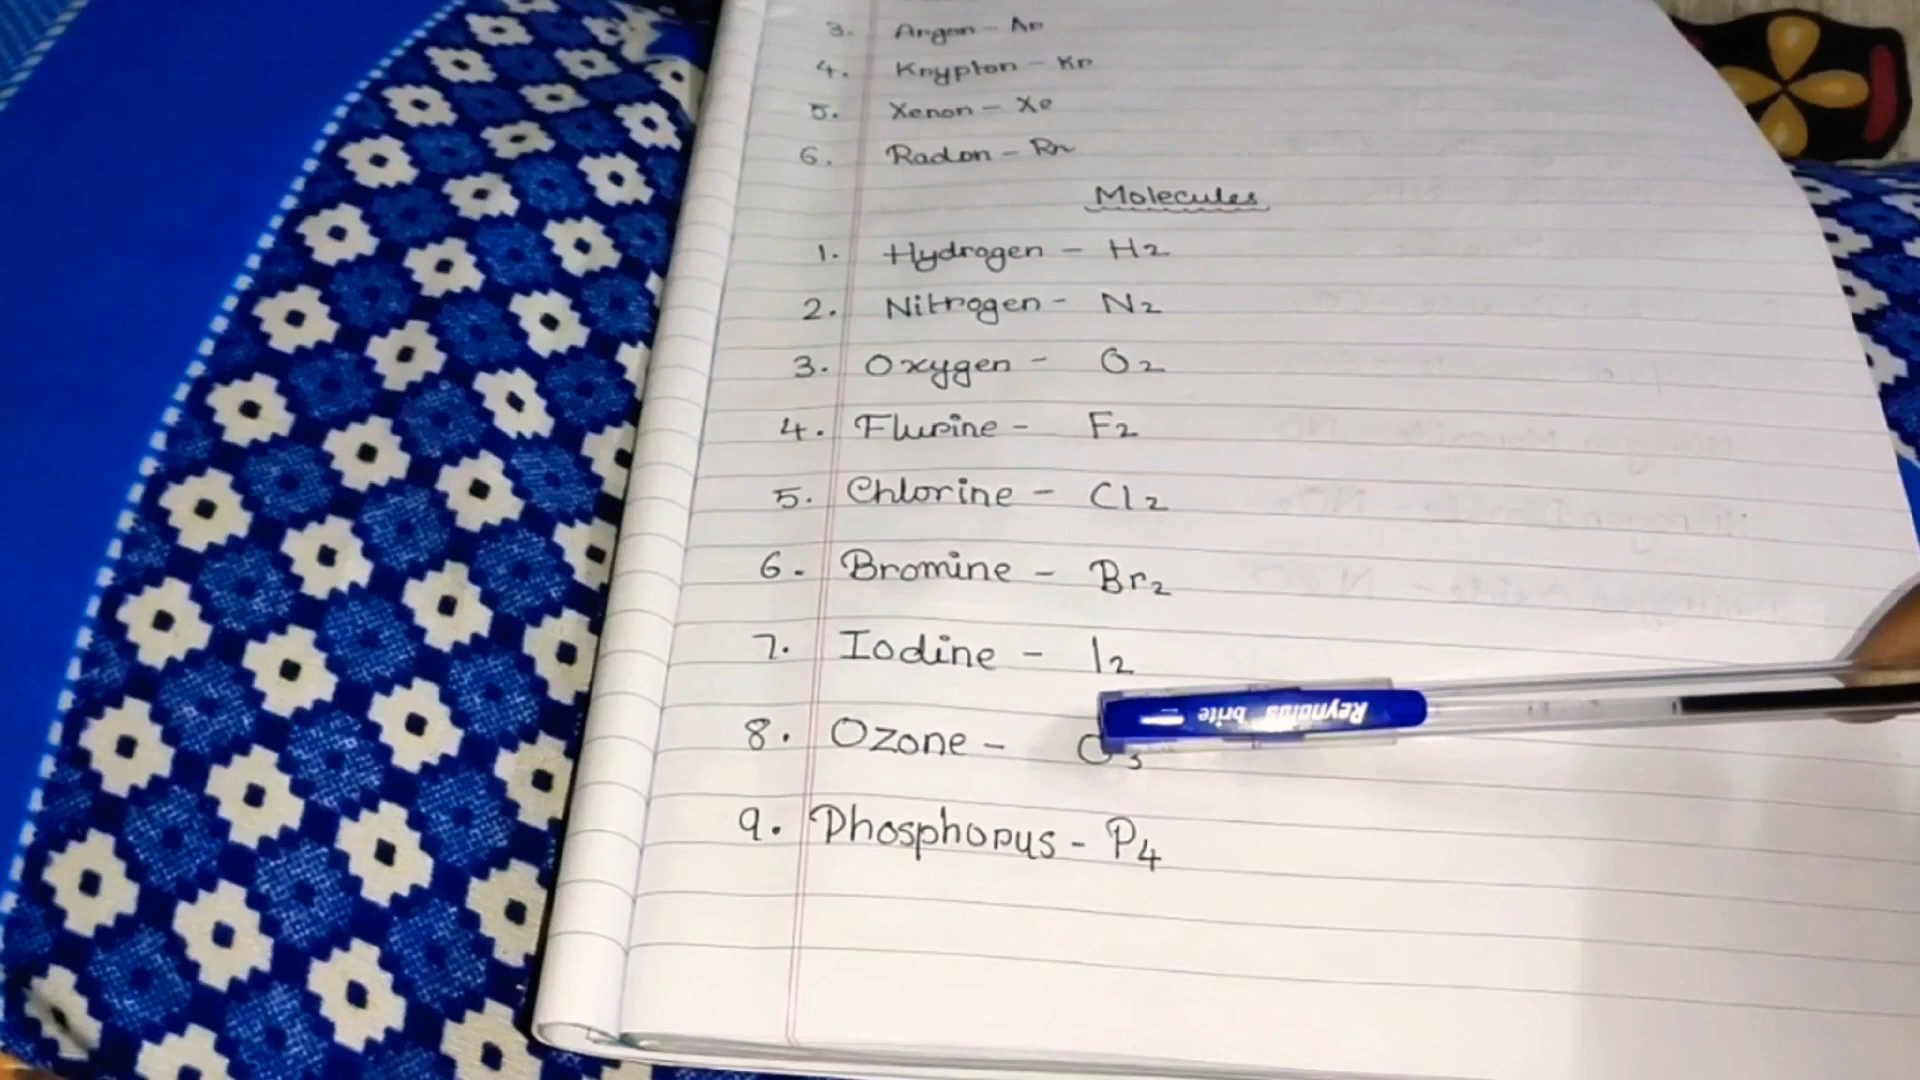 3. Argon - Ar
4. Krypton - Kr
5. Xenon - Xe
6. Radon - Rn
Molecules
1. Hydrogen - H2
2. Nitrogen - N2
3. Oxygen - O2
4. Flurine - F2
5. Chlorine - Cl2
6. Bromine - Br2
7. Iodine - I2
Reynolds brite
8. Ozone - O3
9. Phosphorus - P4